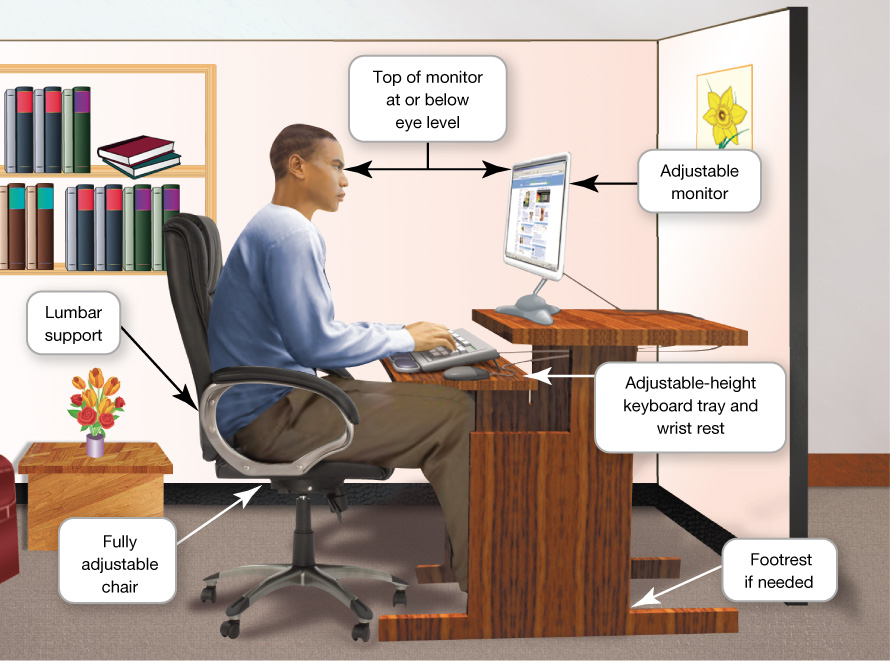 Top of monitor
at or below
eye level
Adjustable
monitor
Lumbar
support
Adjustable-height
keyboard tray and
wrist rest
Fully
adjustable
chair
Footrest
if needed